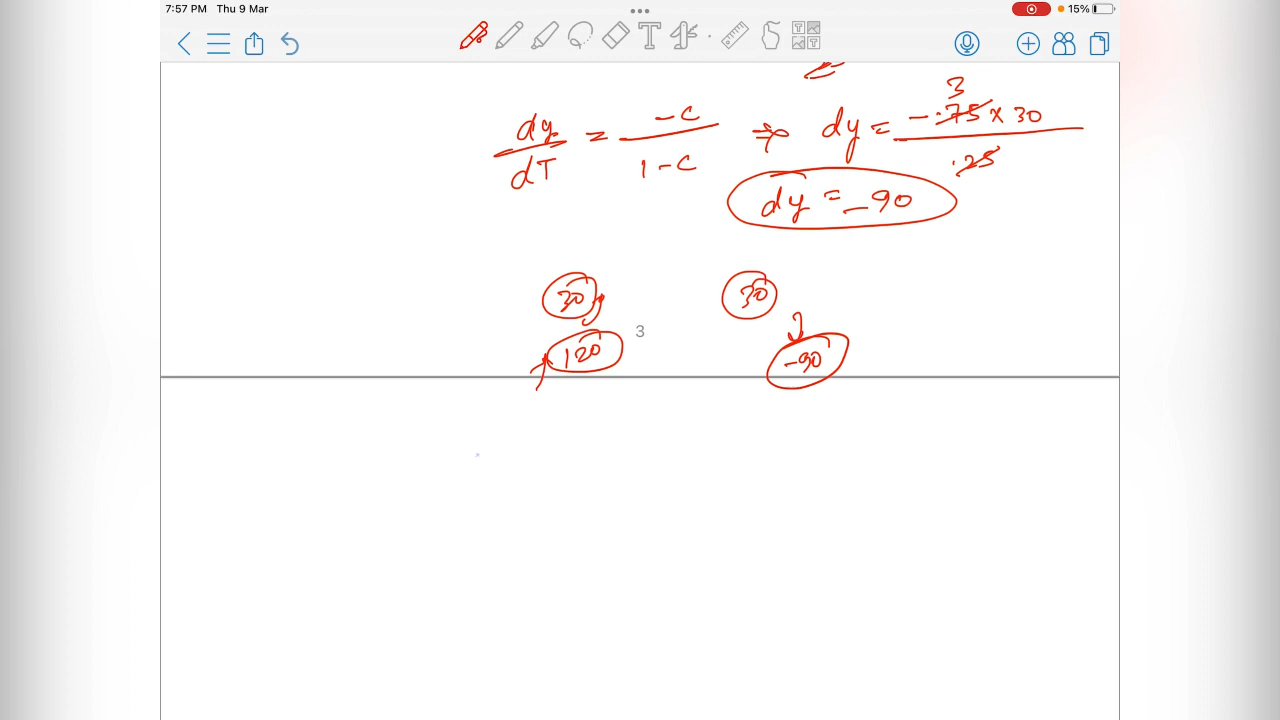 7:57 PM Thu 9 Mar
15%
3
dy/dT = -C/1-C ⇒ dy = -.75 x 30/.25
dy = -90
30 30
3
120 -90